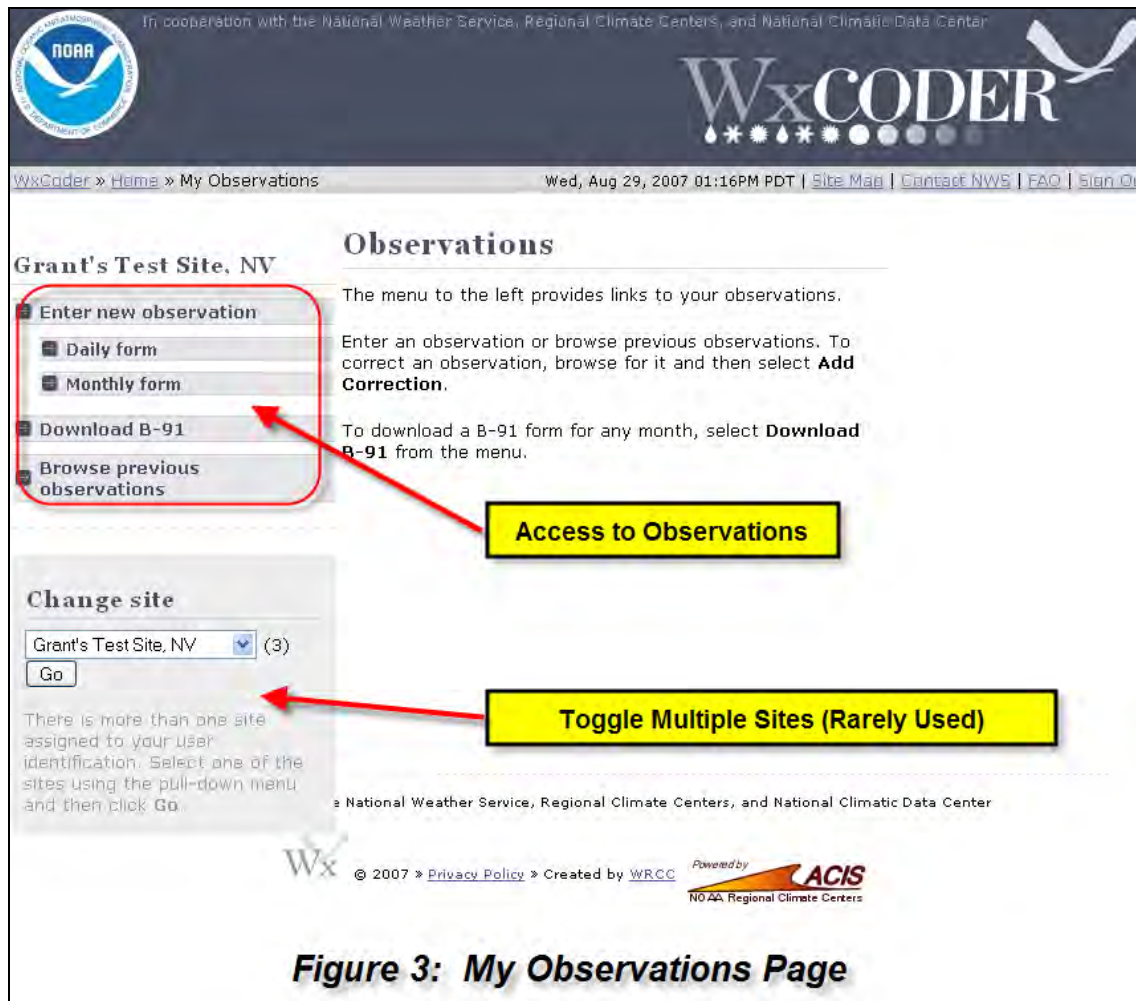 In cooperation with the National Weather Service, Regional Climate Centers, and National Climatic Data Center
NATIONAL OCEANIC AND ATMOSPHERIC ADMINISTRATION
U.S. DEPARTMENT OF COMMERCE
NOAA
WxCODER
WxCoder » Home » My Observations
Wed, Aug 29, 2007 01:16PM PDT | Site Map | Contact NWS | FAQ | Sign Ou
Grant's Test Site, NV
Enter new observation
Daily form
Monthly form
Download B-91
Browse previous
observations
Observations
The menu to the left provides links to your observations.
Enter an observation or browse previous observations. To
correct an observation, browse for it and then select Add
Correction.
To download a B-91 form for any month, select Download
B-91 from the menu.
Access to Observations
Change site
Grant's Test Site, NV (3)
Go
There is more than one site
assigned to your user
identification. Select one of the
sites using the pull-down menu
and then click Go
Toggle Multiple Sites (Rarely Used)
e National Weather Service, Regional Climate Centers, and National Climatic Data Center
Wx © 2007 » Privacy Policy » Created by WRCC
Powered by
ACIS
NOAA Regional Climate Centers
Figure 3: My Observations Page